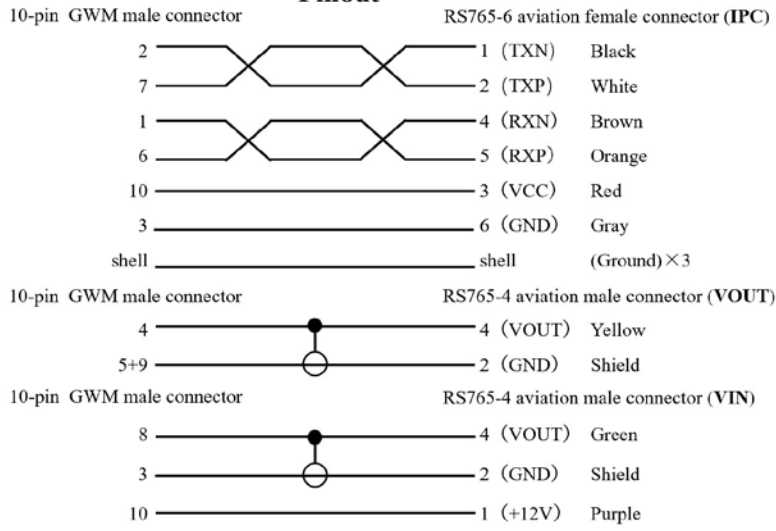 10-pin GWM male connector RS765-6 aviation female connector (IPC)
2 1 (TXN) Black
7 2 (TXP) White
1 4 (RXN) Brown
6 5 (RXP) Orange
10 3 (VCC) Red
3 6 (GND) Gray
shell shell (Ground)×3
10-pin GWM male connector RS765-4 aviation male connector (VOUT)
4 4 (VOUT) Yellow
5+9 2 (GND) Shield
10-pin GWM male connector RS765-4 aviation male connector (VIN)
8 4 (VOUT) Green
3 2 (GND) Shield
10 1 (+12V) Purple